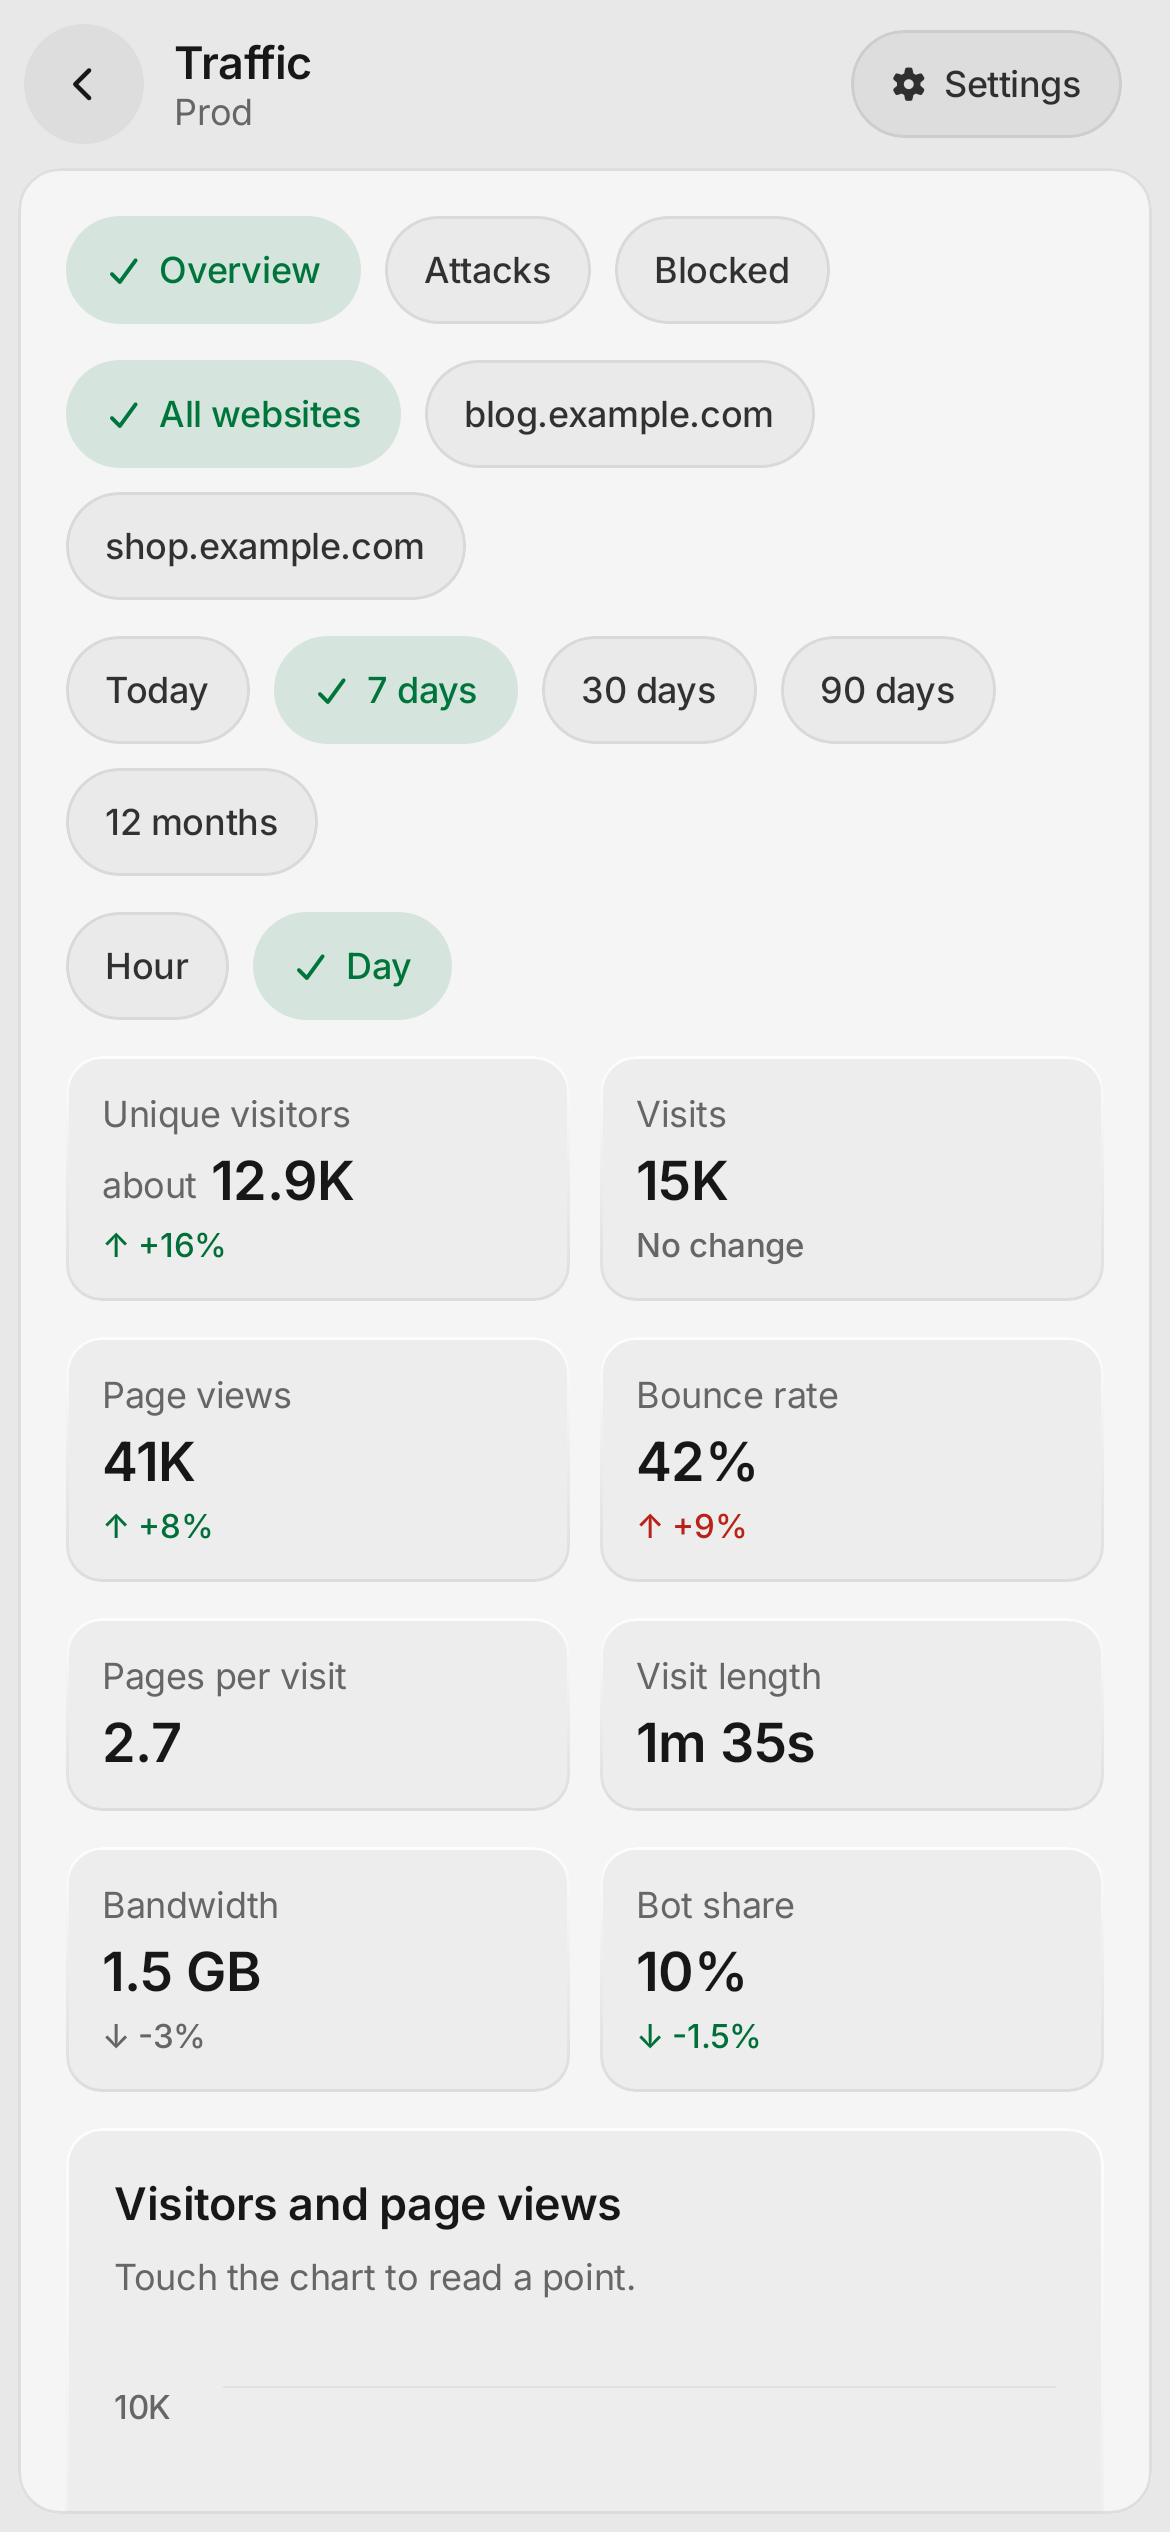 Traffic
Prod
Settings
Overview
Attacks
Blocked
All websites
blog.example.com
shop.example.com
Today
7 days
30 days
90 days
12 months
Hour
Day
Unique visitors
about 12.9K
↑ +16%
Visits
15K
No change
Page views
41K
↑ +8%
Bounce rate
42%
↑ +9%
Pages per visit
2.7
Visit length
1m 35s
Bandwidth
1.5 GB
↓ -3%
Bot share
10%
↓ -1.5%
Visitors and page views
Touch the chart to read a point.
10K